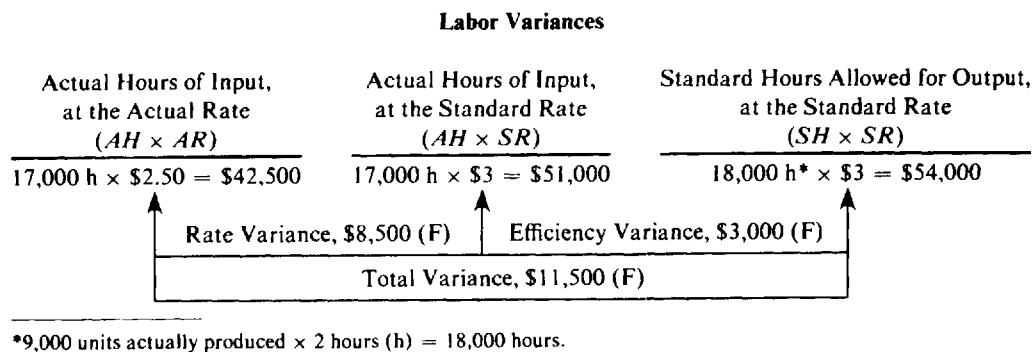 Labor Variances
Actual Hours of Input,
at the Actual Rate
(AH × AR)
17,000 h × $2.50 = $42,500
Actual Hours of Input,
at the Standard Rate
(AH × SR)
17,000 h × $3 = $51,000
Standard Hours Allowed for Output,
at the Standard Rate
(SH × SR)
18,000 h* × $3 = $54,000
Rate Variance, $8,500 (F)
Efficiency Variance, $3,000 (F)
Total Variance, $11,500 (F)
*9,000 units actually produced × 2 hours (h) = 18,000 hours.